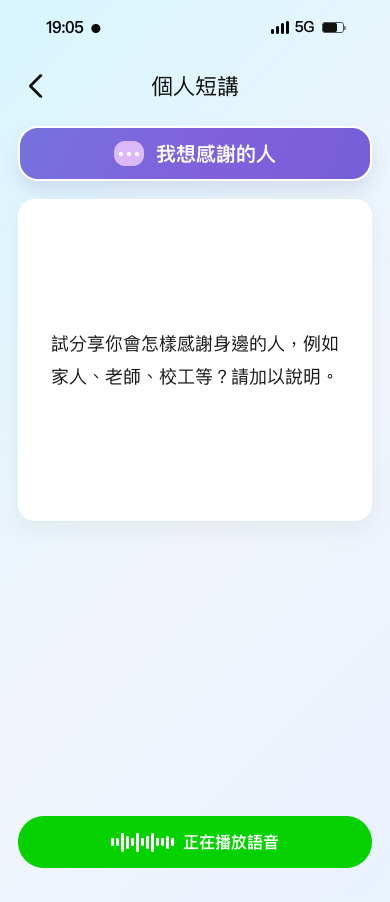 19:05
5G
個人短講
我想感謝的人
試分享你會怎樣感謝身邊的人，例如
家人、老師、校工等？請加以說明。
正在播放語音